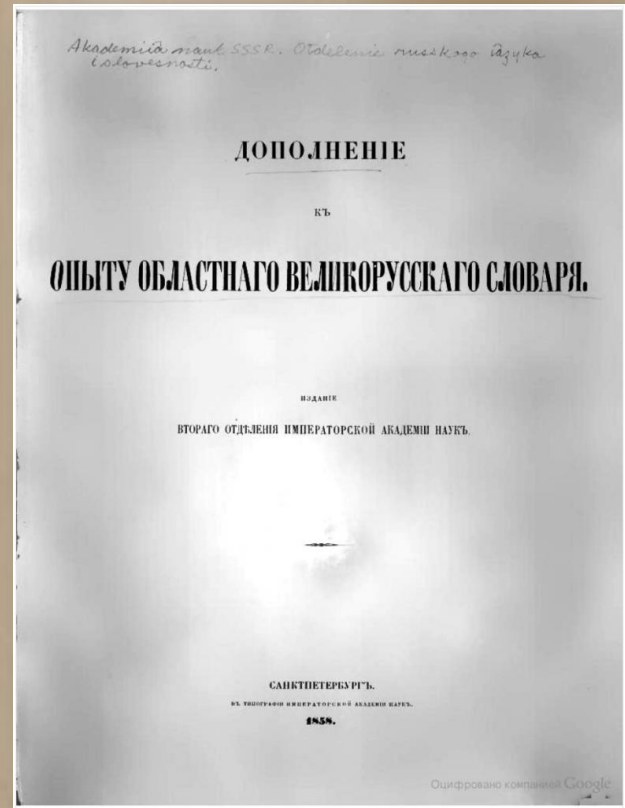 Akademiia nauk SSSR. Otdelenie russkogo iazyka
i slovesnosti.
ДОПОЛНЕНІЕ
КЪ
ОПЫТУ ОБЛАСТНАГО ВЕЛИКОРУССКАГО СЛОВАРЯ.
ИЗДАНІЕ
ВТОРАГО ОТДѢЛЕНІЯ ИМПЕРАТОРСКОЙ АКАДЕМІИ НАУКЪ.
САНКТПЕТЕРБУРГЪ.
ВЪ ТИПОГРАФІИ ИМПЕРАТОРСКОЙ АКАДЕМІИ НАУКЪ.
1858.
Оцифровано компанией Google